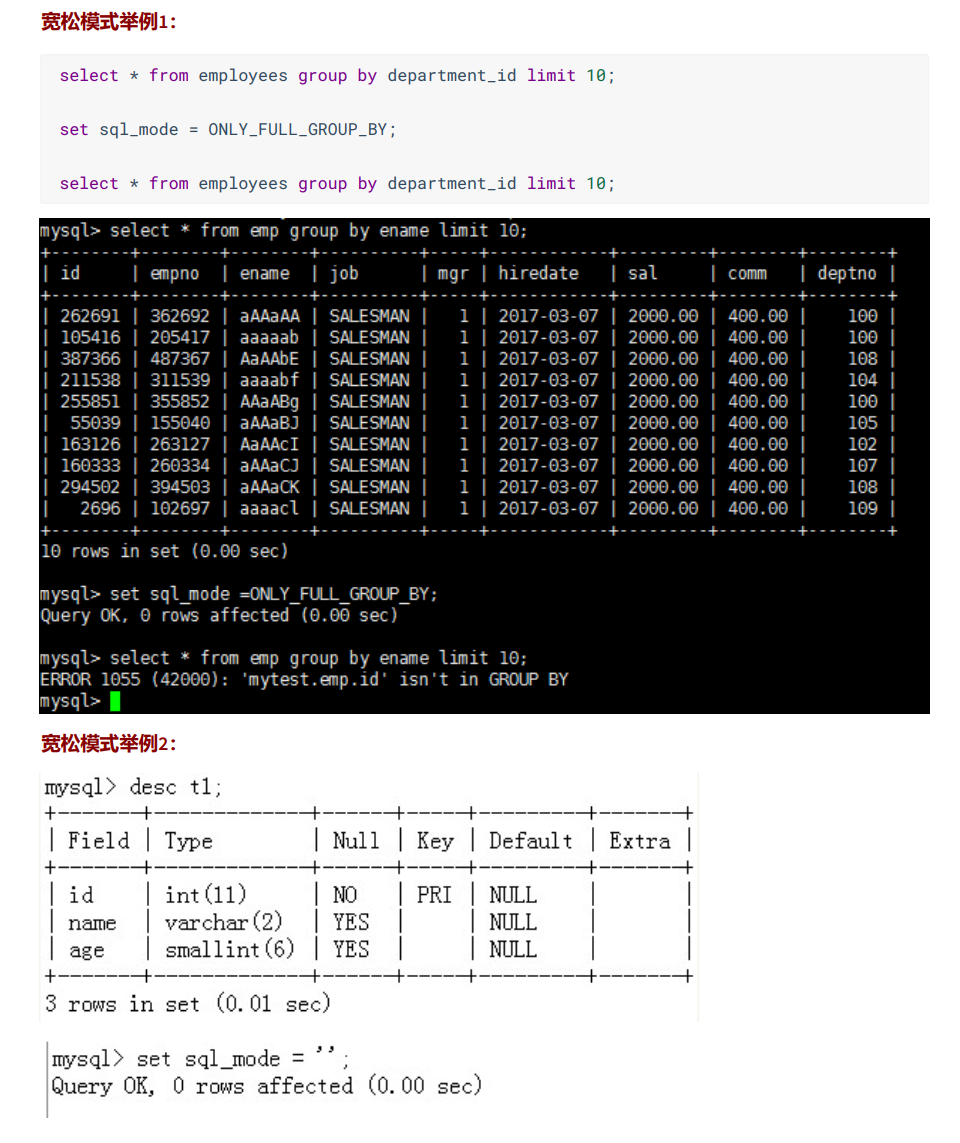 宽松模式举例1：
select * from employees group by department_id limit 10;
set sql_mode = ONLY_FULL_GROUP_BY;
select * from employees group by department_id limit 10;
mysql> select * from emp group by ename limit 10;
+--------+--------+--------+----------+-----+------------+---------+--------+--------+
| id     | empno  | ename  | job      | mgr | hiredate   | sal     | comm   | deptno |
+--------+--------+--------+----------+-----+------------+---------+--------+--------+
| 262691 | 362692 | aAAaAA | SALESMAN |   1 | 2017-03-07 | 2000.00 | 400.00 |    100 |
| 105416 | 205417 | aaaaab | SALESMAN |   1 | 2017-03-07 | 2000.00 | 400.00 |    100 |
| 387366 | 487367 | AaAAbE | SALESMAN |   1 | 2017-03-07 | 2000.00 | 400.00 |    108 |
| 211538 | 311539 | aaaabf | SALESMAN |   1 | 2017-03-07 | 2000.00 | 400.00 |    104 |
| 255851 | 355852 | AAaABg | SALESMAN |   1 | 2017-03-07 | 2000.00 | 400.00 |    100 |
|  55039 | 155040 | aAAaBJ | SALESMAN |   1 | 2017-03-07 | 2000.00 | 400.00 |    105 |
| 163126 | 263127 | AaAAcI | SALESMAN |   1 | 2017-03-07 | 2000.00 | 400.00 |    102 |
| 160333 | 260334 | aAAaCJ | SALESMAN |   1 | 2017-03-07 | 2000.00 | 400.00 |    107 |
| 294502 | 394503 | aAAaCK | SALESMAN |   1 | 2017-03-07 | 2000.00 | 400.00 |    108 |
|   2696 | 102697 | aaaacl | SALESMAN |   1 | 2017-03-07 | 2000.00 | 400.00 |    109 |
+--------+--------+--------+----------+-----+------------+---------+--------+--------+
10 rows in set (0.00 sec)
mysql> set sql_mode =ONLY_FULL_GROUP_BY;
Query OK, 0 rows affected (0.00 sec)
mysql> select * from emp group by ename limit 10;
ERROR 1055 (42000): 'mytest.emp.id' isn't in GROUP BY
mysql>
宽松模式举例2：
mysql> desc t1;
+-------+-------------+------+-----+---------+-------+
| Field | Type        | Null | Key | Default | Extra |
+-------+-------------+------+-----+---------+-------+
| id    | int(11)     | NO   | PRI | NULL    |       |
| name  | varchar(2)  | YES  |     | NULL    |       |
| age   | smallint(6) | YES  |     | NULL    |       |
+-------+-------------+------+-----+---------+-------+
3 rows in set (0.01 sec)
mysql> set sql_mode = '';
Query OK, 0 rows affected (0.00 sec)